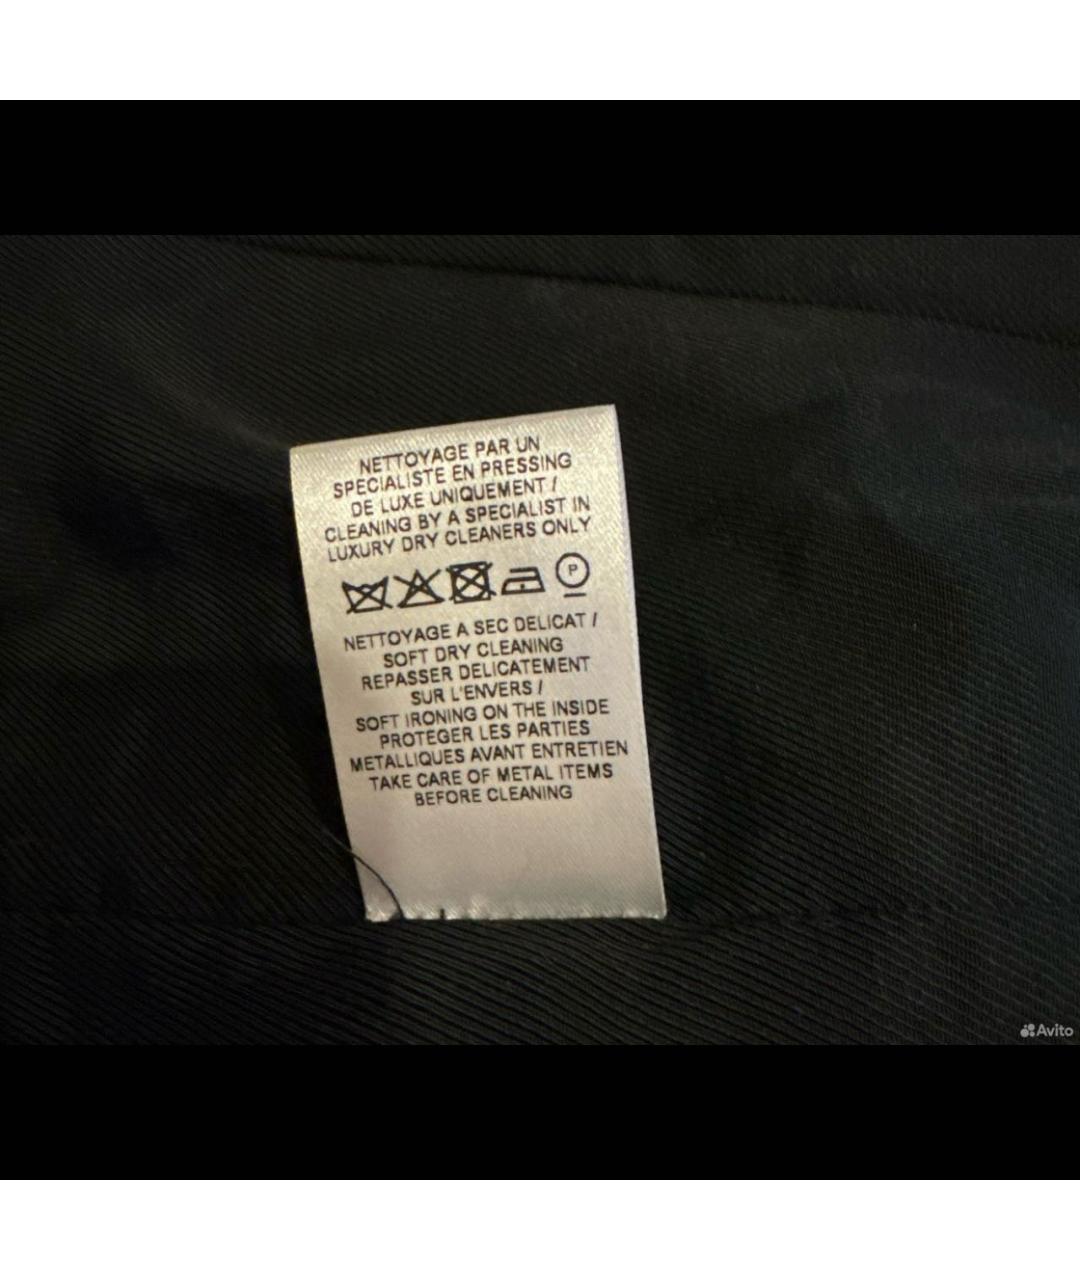 NETTOYAGE PAR UN
SPECIALISTE EN PRESSING
DE LUXE UNIQUEMENT /
CLEANING BY A SPECIALIST IN
LUXURY DRY CLEANERS ONLY
P
NETTOYAGE A SEC DELICAT /
SOFT DRY CLEANING
REPASSER DELICATEMENT
SUR L'ENVERS /
SOFT IRONING ON THE INSIDE
PROTEGER LES PARTIES
METALLIQUES AVANT ENTRETIEN
TAKE CARE OF METAL ITEMS
BEFORE CLEANING
Avito